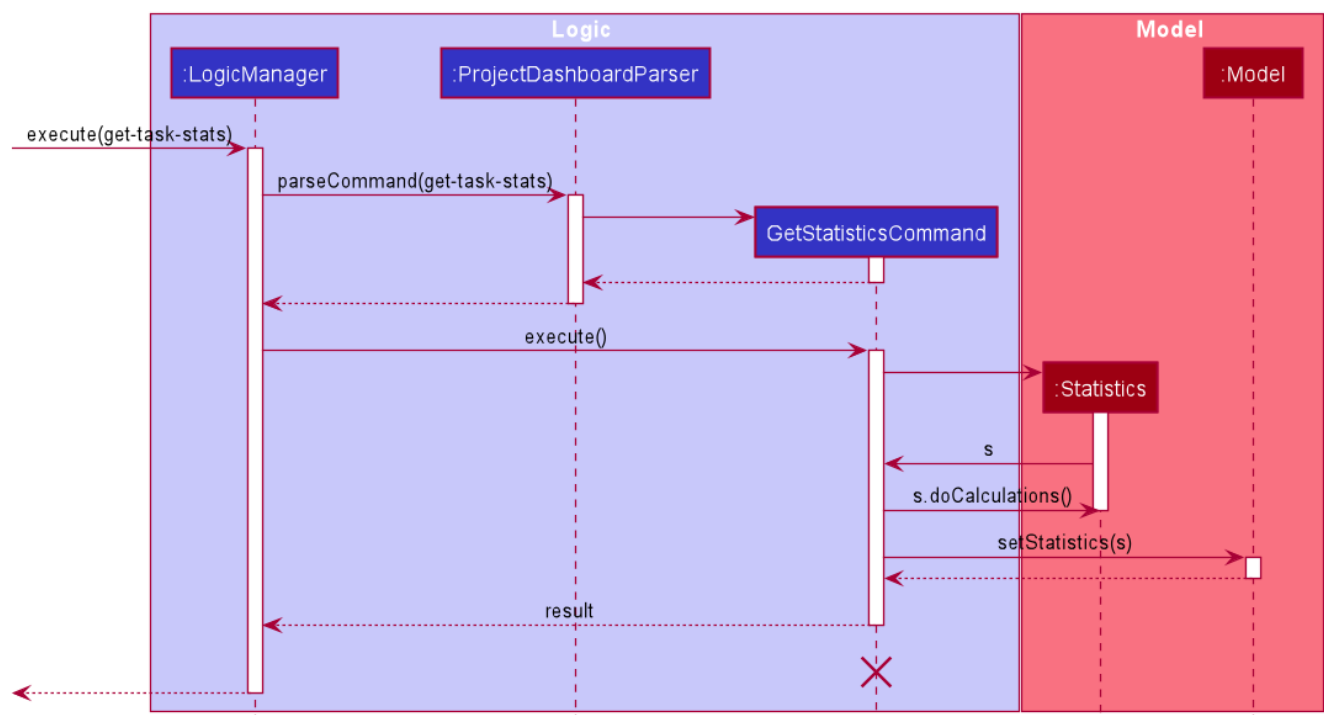 Logic
Model
:LogicManager
:ProjectDashboardParser
:Model
execute(get-task-stats)
parseCommand(get-task-stats)
GetStatisticsCommand
execute()
:Statistics
s
s.doCalculations()
setStatistics(s)
result